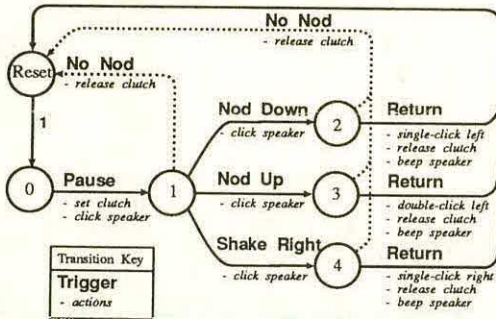 No Nod
- release clutch
Reset
No Nod
- release clutch
1
Nod Down
- click speaker
2
Return
- single-click left
- release clutch
- beep speaker
0
Pause
- set clutch
- click speaker
1
Nod Up
- click speaker
3
Return
- double-click left
- release clutch
- beep speaker
Shake Right
- click speaker
4
Return
- single-click right
- release clutch
- beep speaker
Transition Key
Trigger
- actions